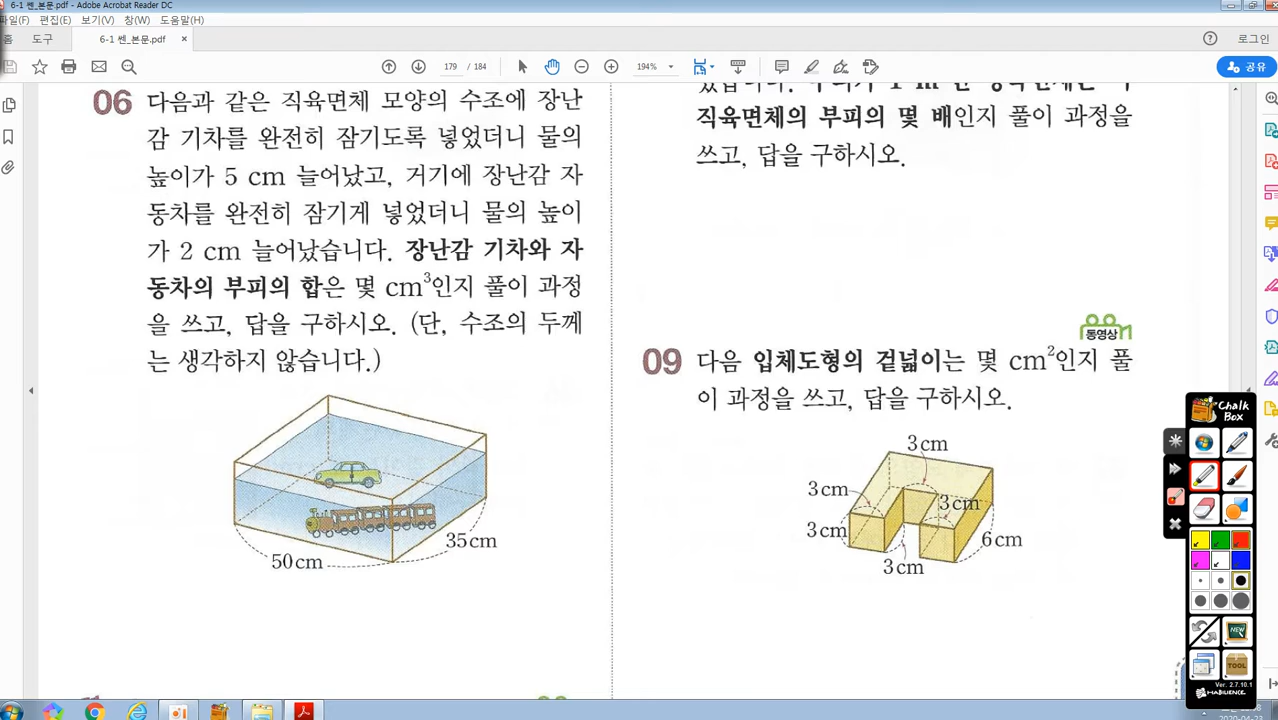 6-1 쎈_본문.pdf - Adobe Acrobat Reader DC
파일(F) 편집(E) 보기(V) 창(W) 도움말(H)
홈 도구 6-1 쎈_본문.pdf × 로그인
179 / 184 194% 공유
06 다음과 같은 직육면체 모양의 수조에 장난
감 기차를 완전히 잠기도록 넣었더니 물의
높이가 5 cm 늘어났고, 거기에 장난감 자
동차를 완전히 잠기게 넣었더니 물의 높이
가 2 cm 늘어났습니다. 장난감 기차와 자
동차의 부피의 합은 몇 cm³인지 풀이 과정
을 쓰고, 답을 구하시오. (단, 수조의 두께
는 생각하지 않습니다.)
50 cm
35 cm
직육면체의 부피의 몇 배인지 풀이 과정을
쓰고, 답을 구하시오.
동영상
09 다음 입체도형의 겉넓이는 몇 cm²인지 풀
이 과정을 쓰고, 답을 구하시오.
3 cm
3 cm
3 cm
3 cm
6 cm
3 cm
Chalk
Box
NEW
TOOL
Ver. 2.7.10.1
HABILIENCE